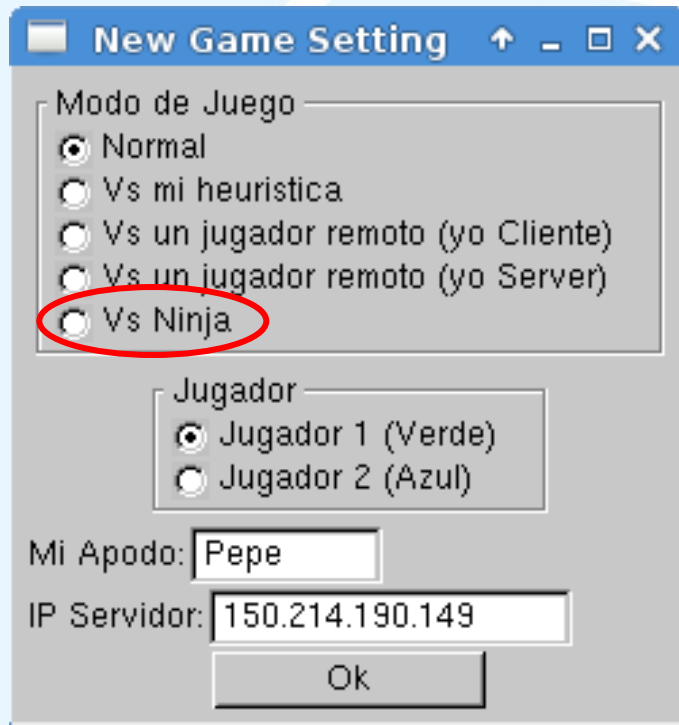 New Game Setting
Modo de Juego
Normal
Vs mi heuristica
Vs un jugador remoto (yo Cliente)
Vs un jugador remoto (yo Server)
Vs Ninja
Jugador
Jugador 1 (Verde)
Jugador 2 (Azul)
Mi Apodo: Pepe
IP Servidor: 150.214.190.149
Ok